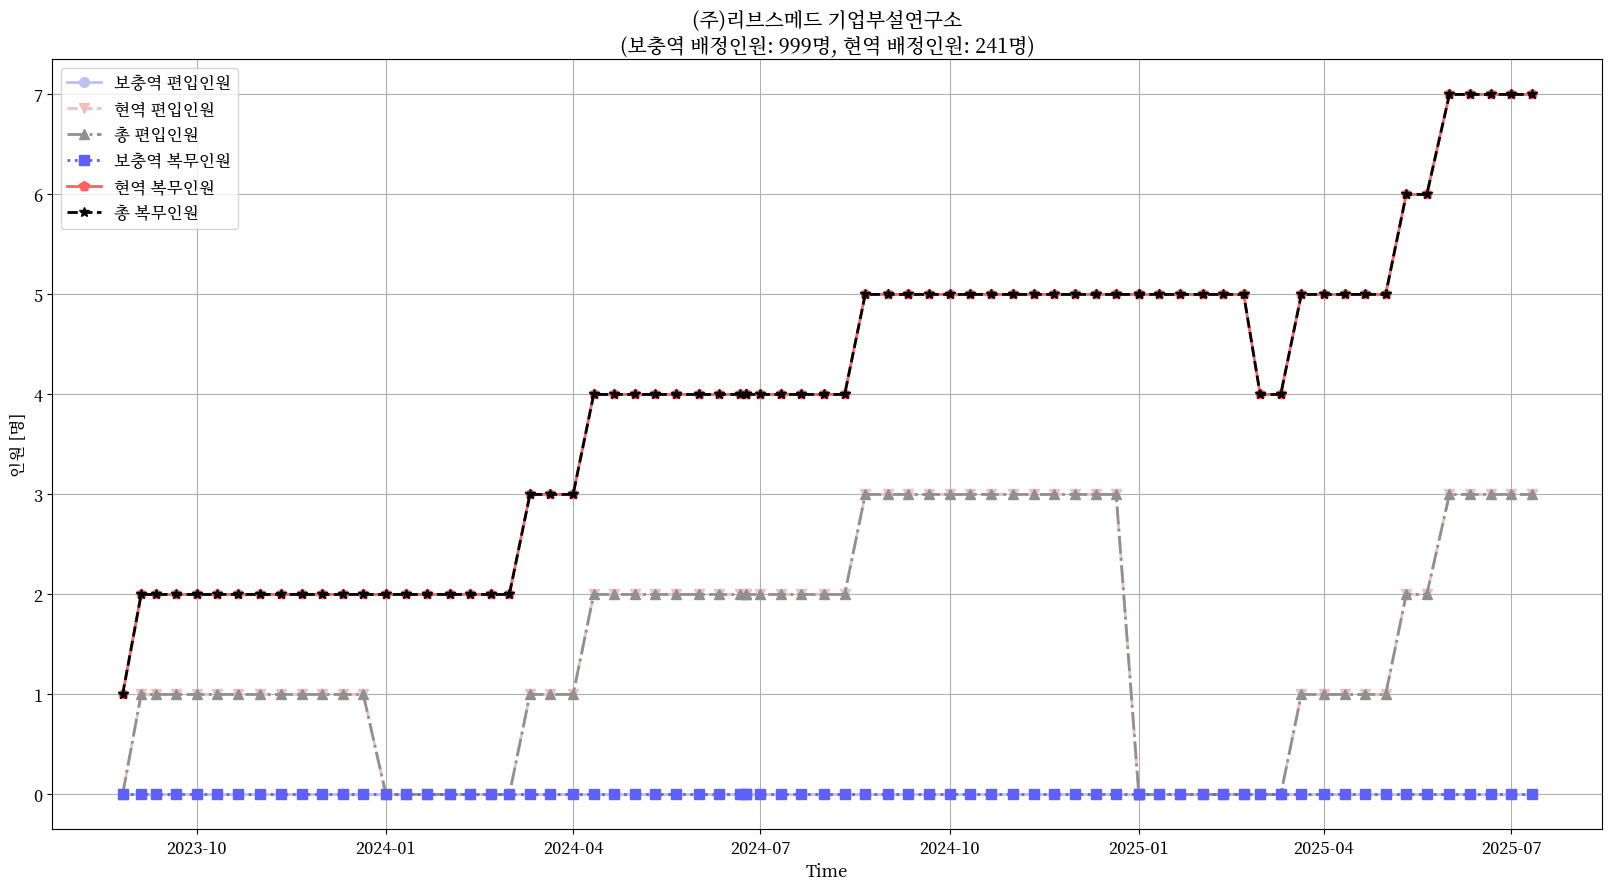 (주)리브스메드 기업부설연구소
(보충역 배정인원: 999명, 현역 배정인원: 241명)
보충역 편입인원
현역 편입인원
총 편입인원
보충역 복무인원
현역 복무인원
총 복무인원
7
6
5
4
3
2
1
0
인원 [명]
2023-10
2024-01
2024-04
2024-07
2024-10
2025-01
2025-04
2025-07
Time